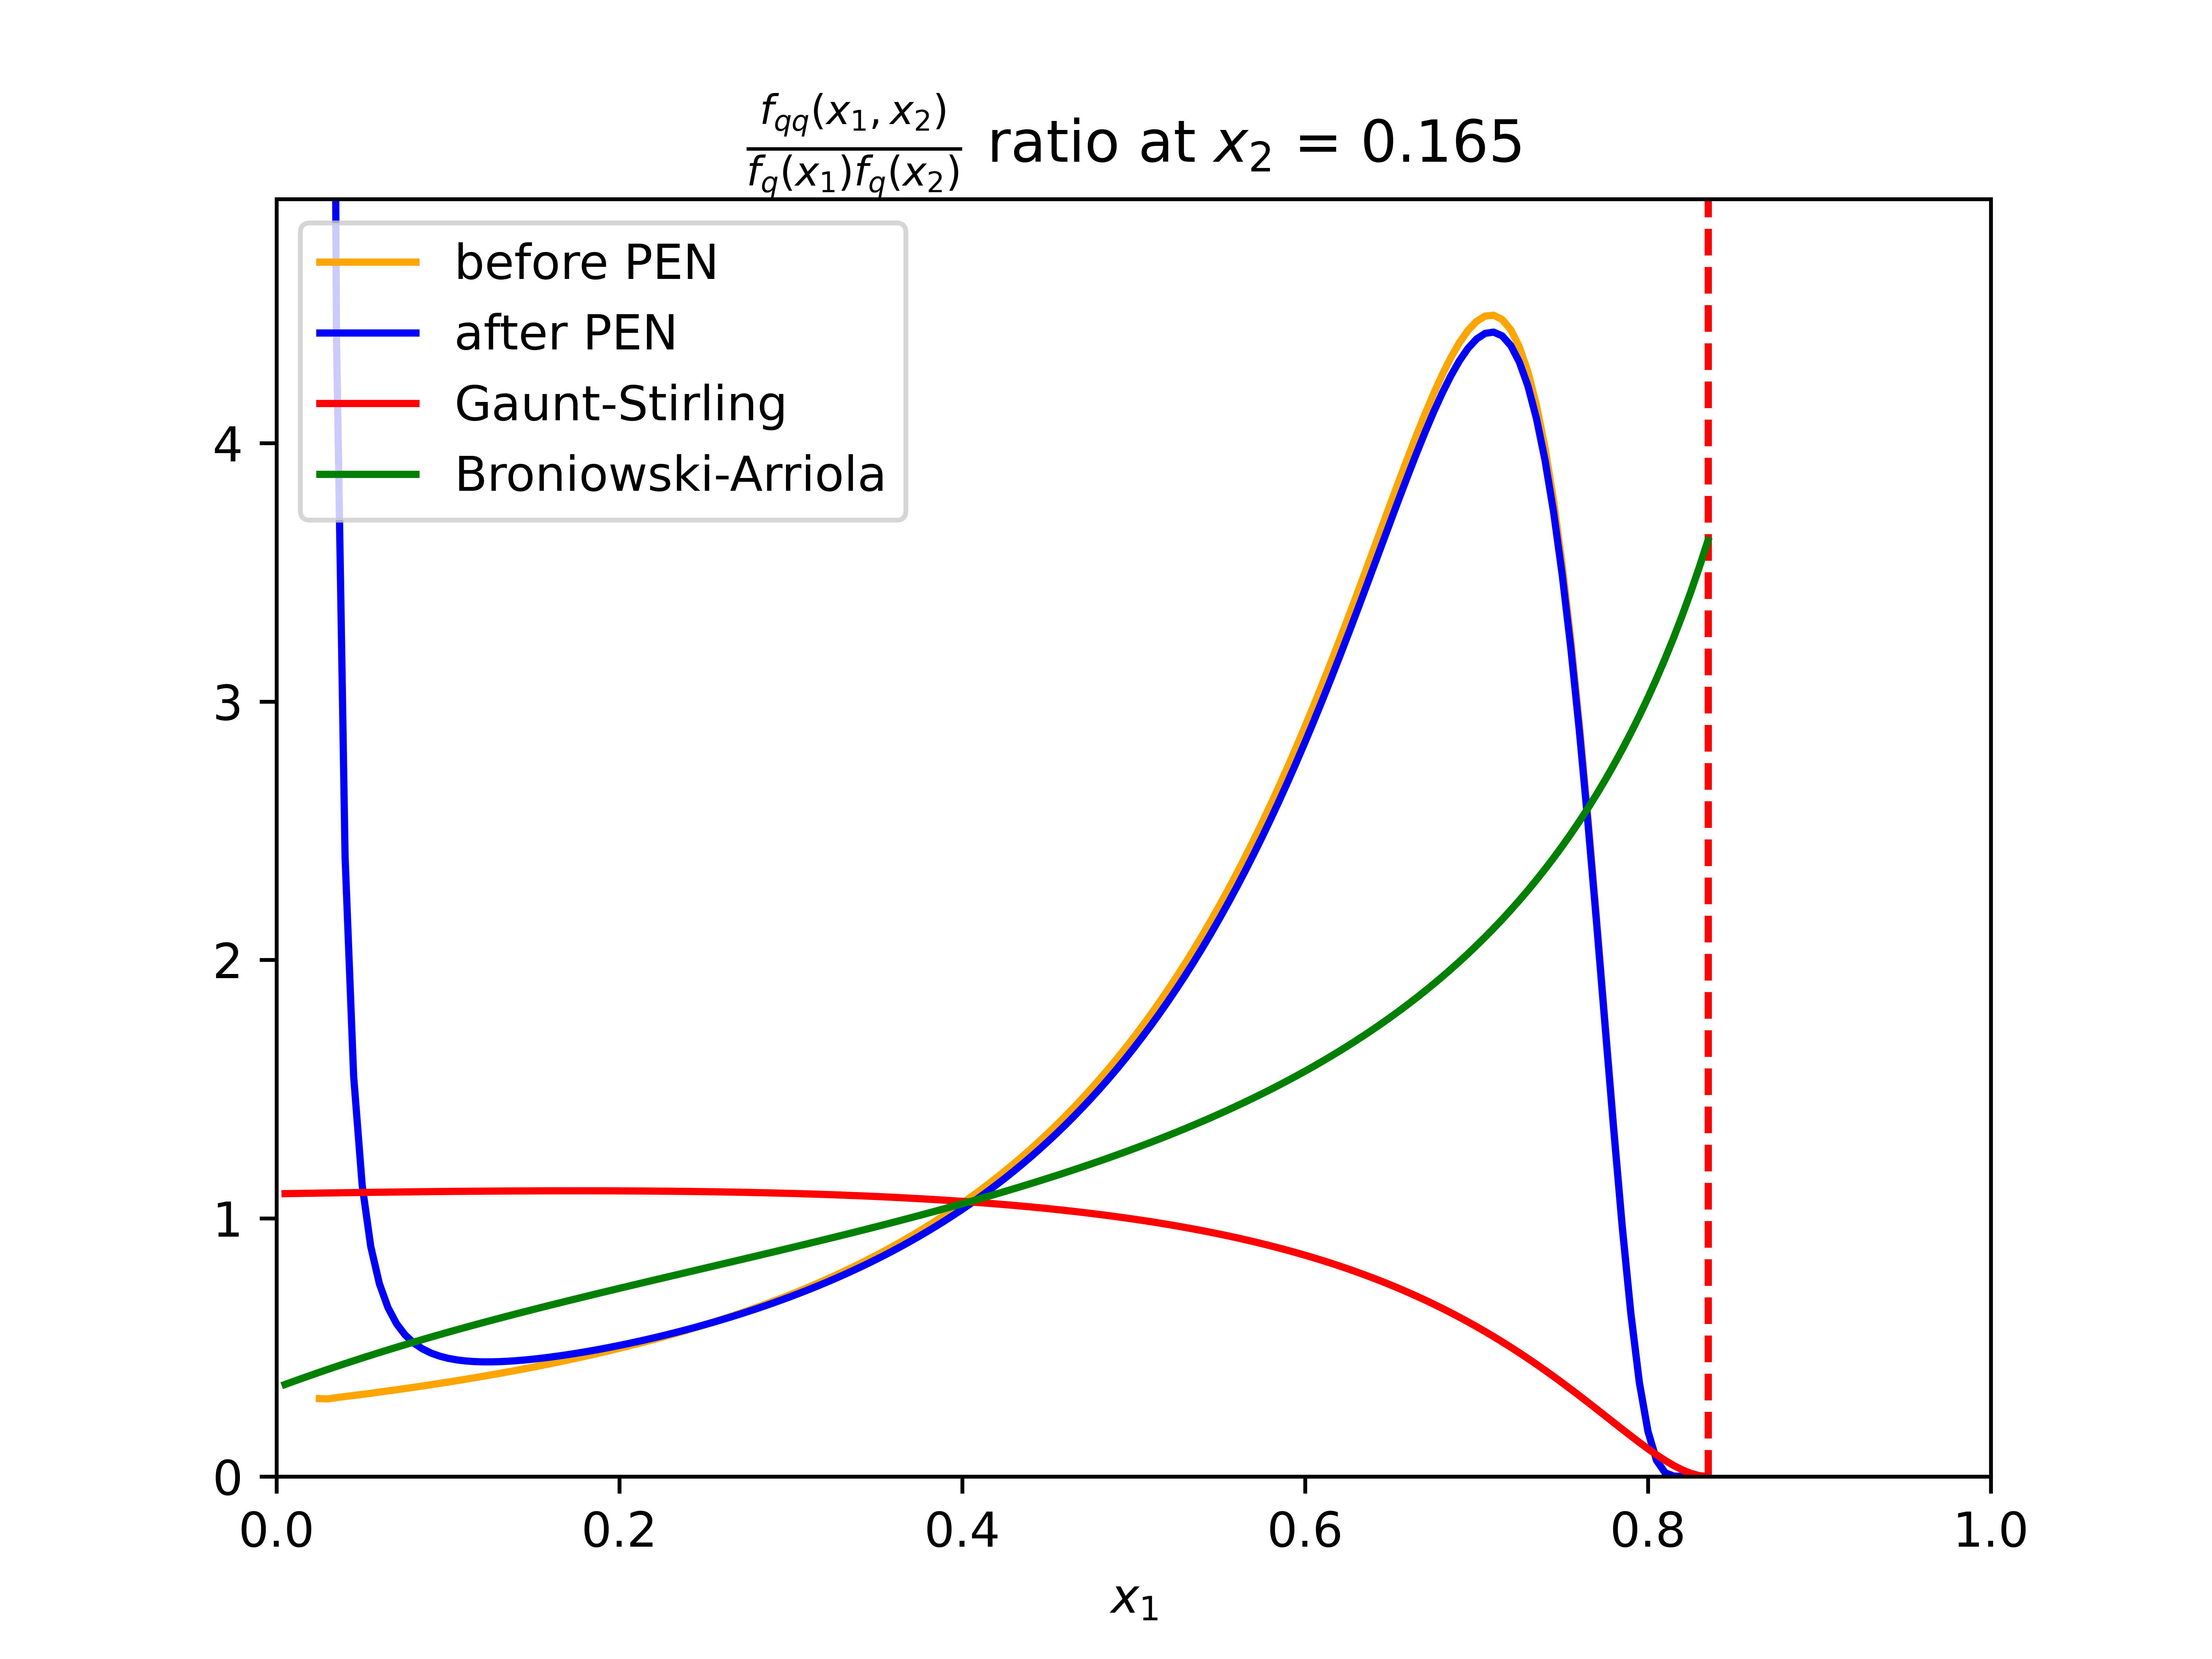 f_qq(x_1, x_2)
f_q(x_1)f_q(x_2) ratio at x_2 = 0.165
before PEN
after PEN
Gaunt-Stirling
Broniowski-Arriola
4
3
2
1
0
0.0 0.2 0.4 0.6 0.8 1.0
x_1